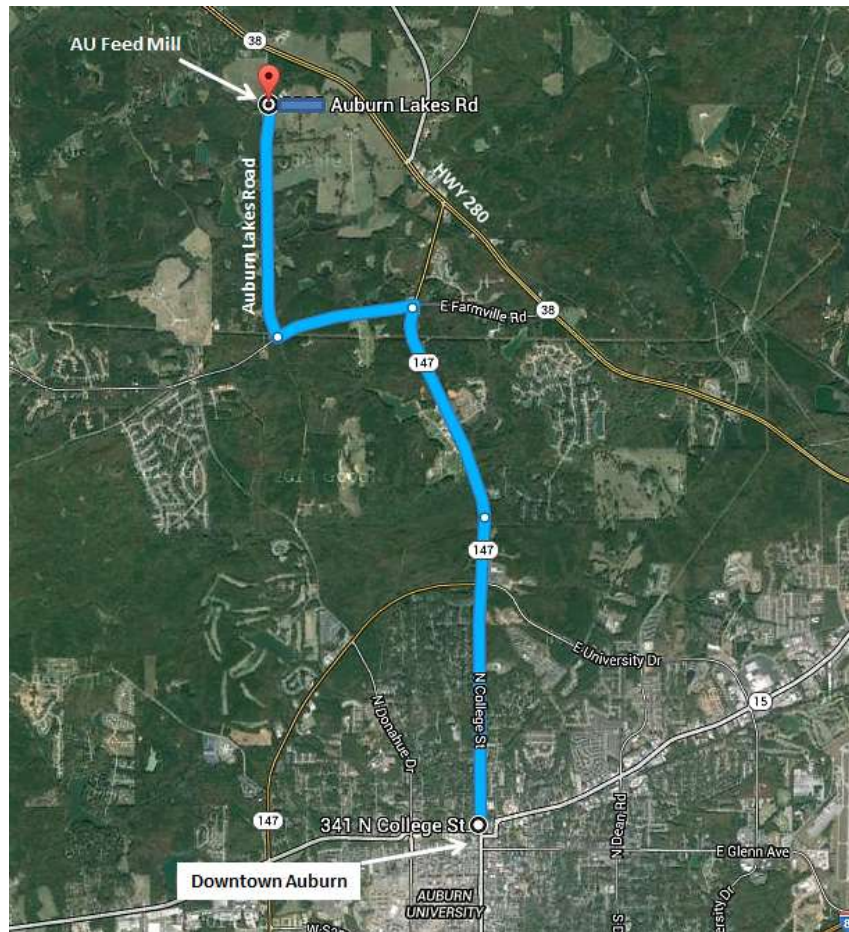 AU Feed Mill
38
Auburn Lakes Rd
Auburn Lakes Road
HWY 280
E Farmville Rd
38
147
147
E University Dr
N College St
N Donahue Dr
15
147
341 N College St
N Dean Rd
E Glenn Ave
Downtown Auburn
AUBURN
UNIVERSITY